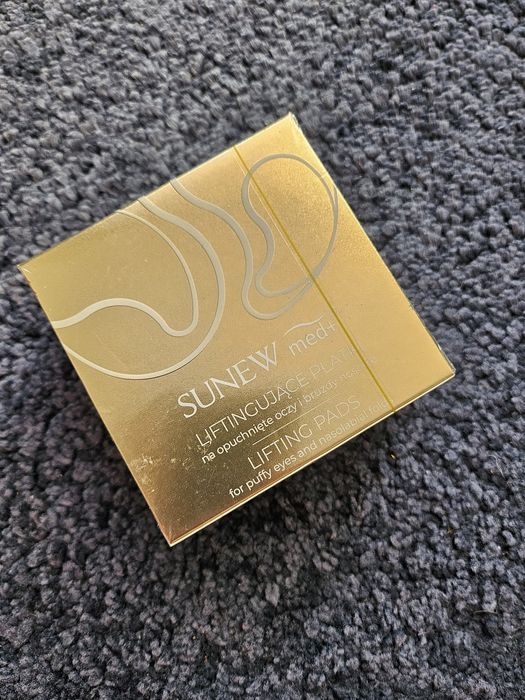 SUNEW med+
LIFTINGUJĄCE
na opuchnięte oczy i bruzdy
LIFTING PADS
for puffy eyes and nasolabial